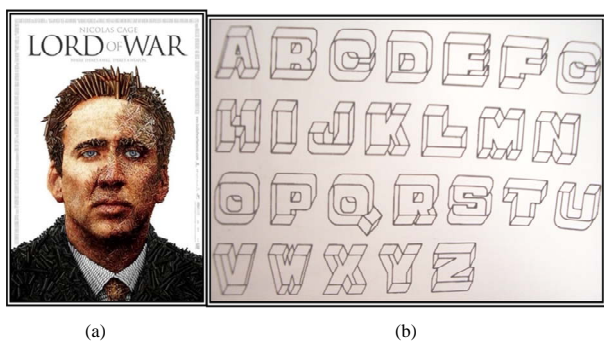 NICOLAS CAGE
LORD OF WAR
A B C D E F G
H I J K L M N
O P Q R S T U
V W X Y Z
(a)
(b)